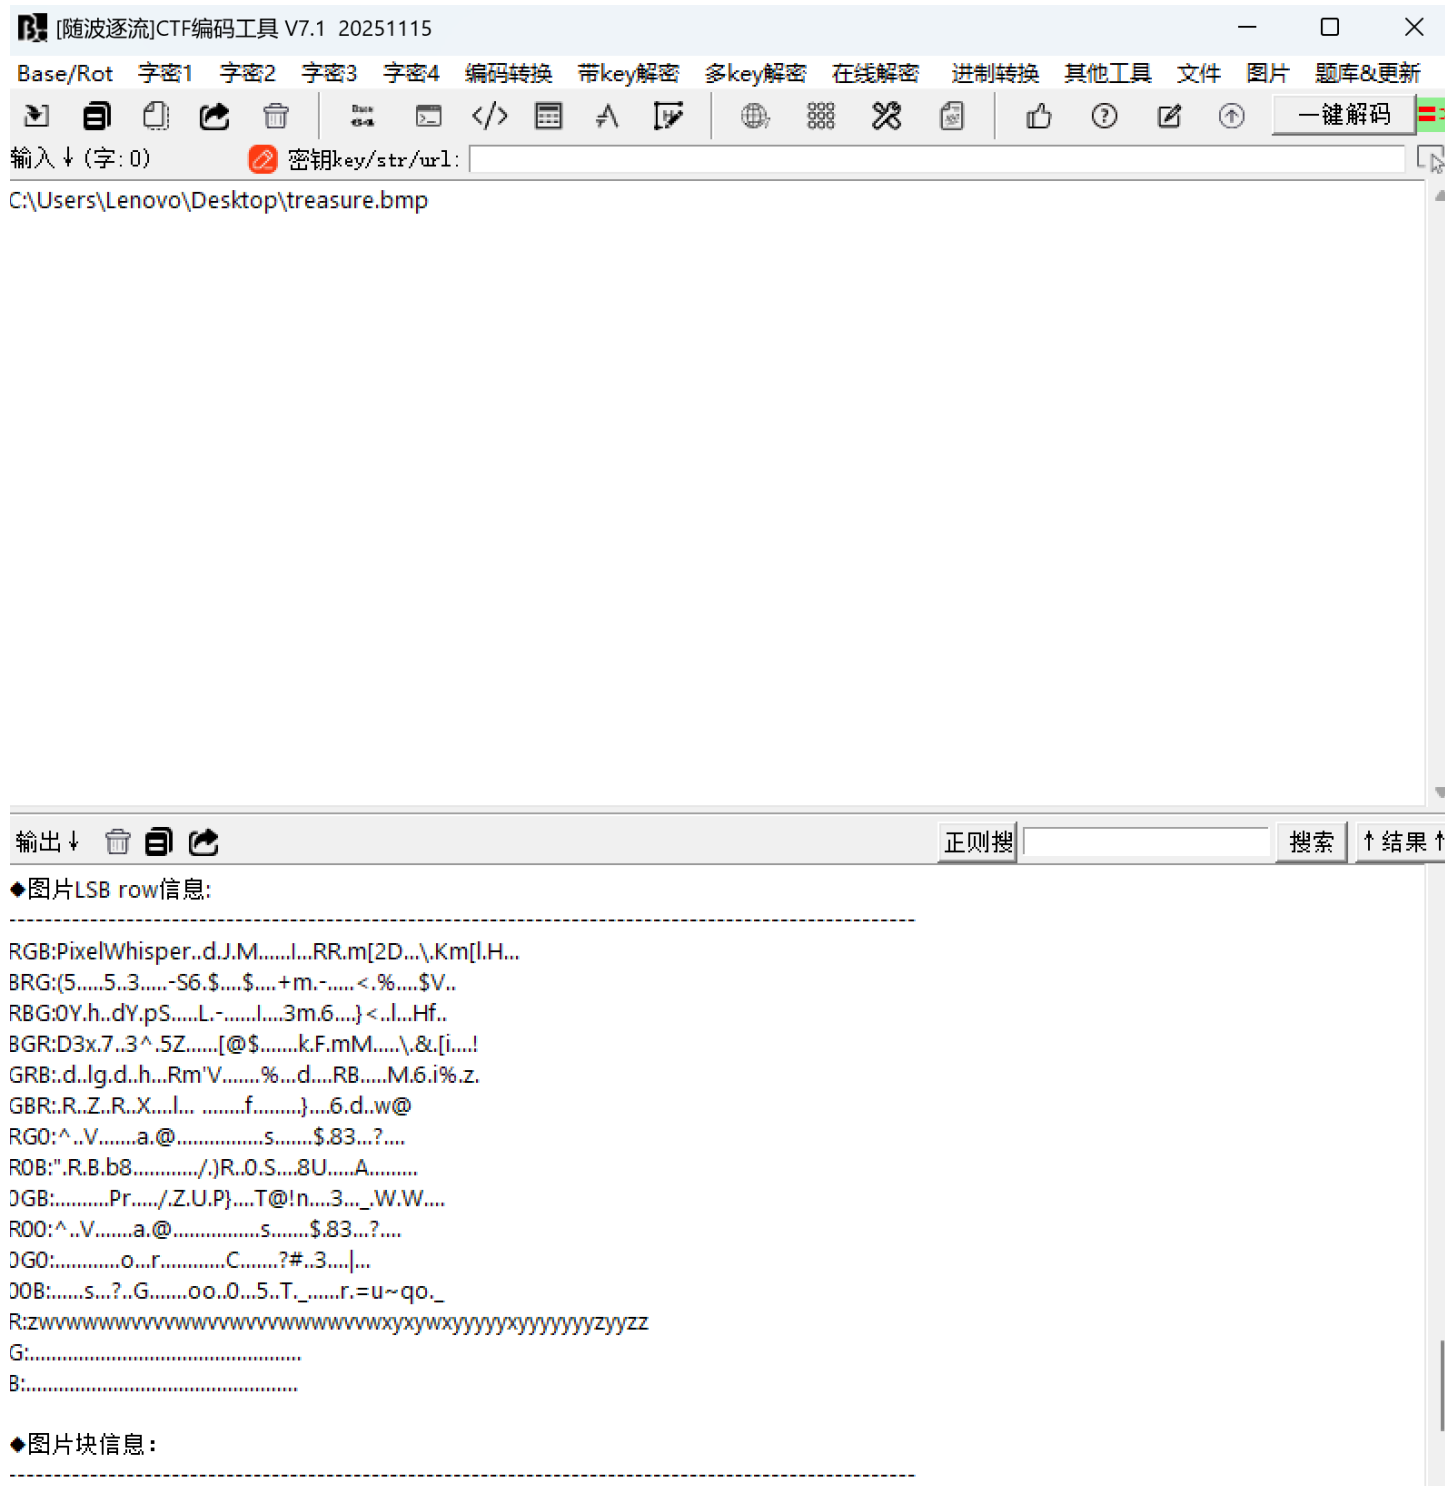 [随波逐流]CTF编码工具 V7.1 20251115
Base/Rot 字密1 字密2 字密3 字密4 编码转换 带key解密 多key解密 在线解密 进制转换 其他工具 文件 图片 题库&更新
一键解码
输入↓(字:0) 密钥key/str/url:
C:\Users\Lenovo\Desktop\treasure.bmp
输出↓ 正则搜 搜索 ↑结果↑
◆图片LSB row信息:
RGB:PixelWhisper..d.J.M......I...RR.m[2D...\.Km[l.H...
BRG:(5.....5..3.....-S6.$....$....+m.-.....<.%....$V..
RBG:0Y.h..dY.pS.....L.-......I....3m.6....}<..l...Hf..
BGR:D3x.7..3^.5Z......[@$.......k.F.mM.....\.&.[i....!
GRB:.d..lg.d..h...Rm'V.......%...d....RB.....M.6.i%.z.
GBR:.R..Z..R..X....l... ........f.........}....6.d..w@
RG0:^..V.......a.@................s.......$.83...?....
R0B:".R.B.b8............/.)R..0.S....8U.....A.........
0GB:..........Pr...../.Z.U.P}....T@!n....3..._.W.W....
R00:^..V.......a.@................s.......$.83...?....
0G0:............o...r............C.......?#..3....|...
00B:......s...?..G.......oo..0...5..T._......r.=u~qo._
R:zwvwwwwvvvvwwvvwvvvwwwwvvwxyxywxyyyyyxyyyyyyyzyyzz
G:..................................................
B:..................................................
◆图片块信息：